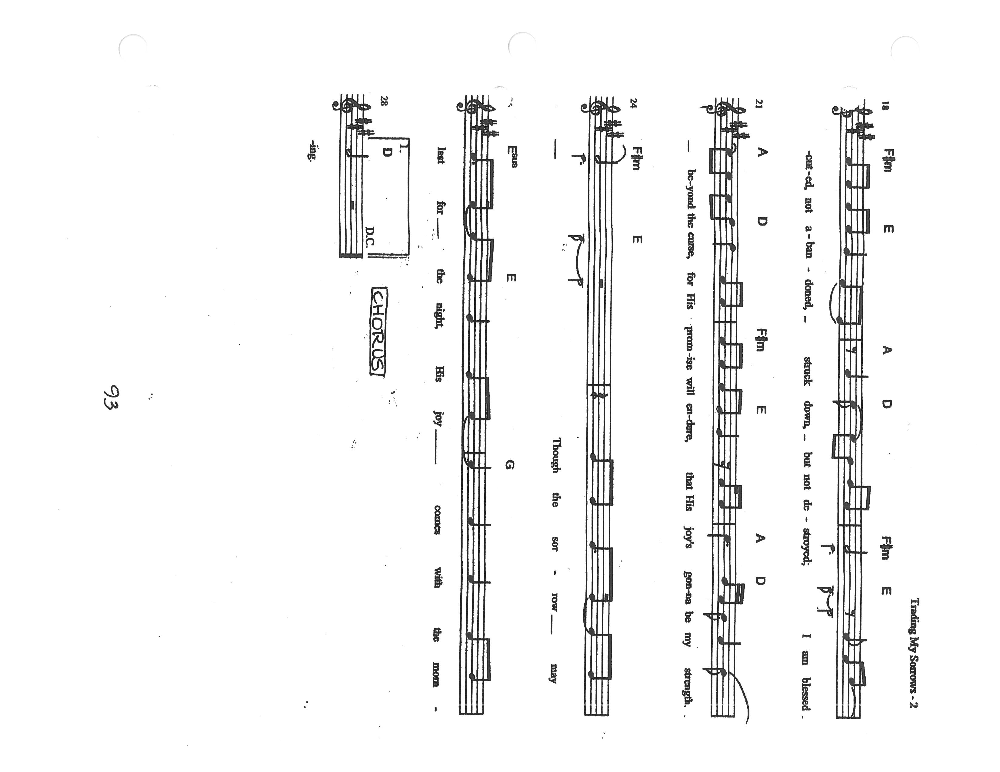 Trading My Sorrows - 2
18 F#m E A D F#m E
-cut-ed, not a - ban - doned, — struck down, — but not de - stroyed; I am blessed
21 A D F#m E A D
— be-yond the curse, for His prom-ise will en-dure, that His joy's gon-na be my strength.
24 F#m E
— Though the sor - row — may
Esus E G
last for — the night, His joy — comes with the morn -
28
1.
D
D.C.
CHORUS
-ing.
93